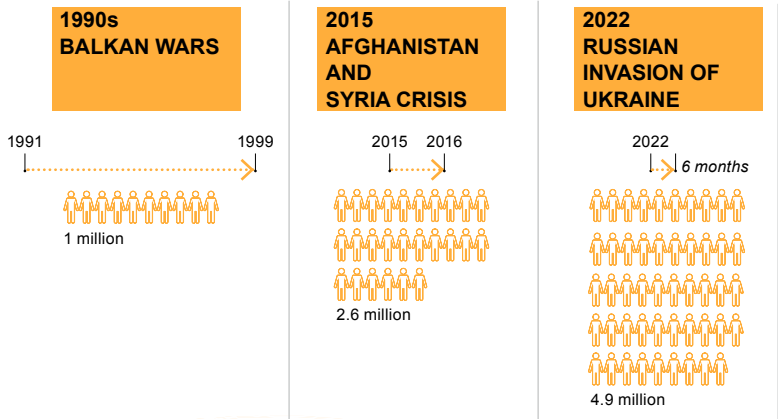 1990s
BALKAN WARS
1991
1999
1 million
2015
AFGHANISTAN
AND
SYRIA CRISIS
2015
2016
2.6 million
2022
RUSSIAN
INVASION OF
UKRAINE
2022
6 months
4.9 million